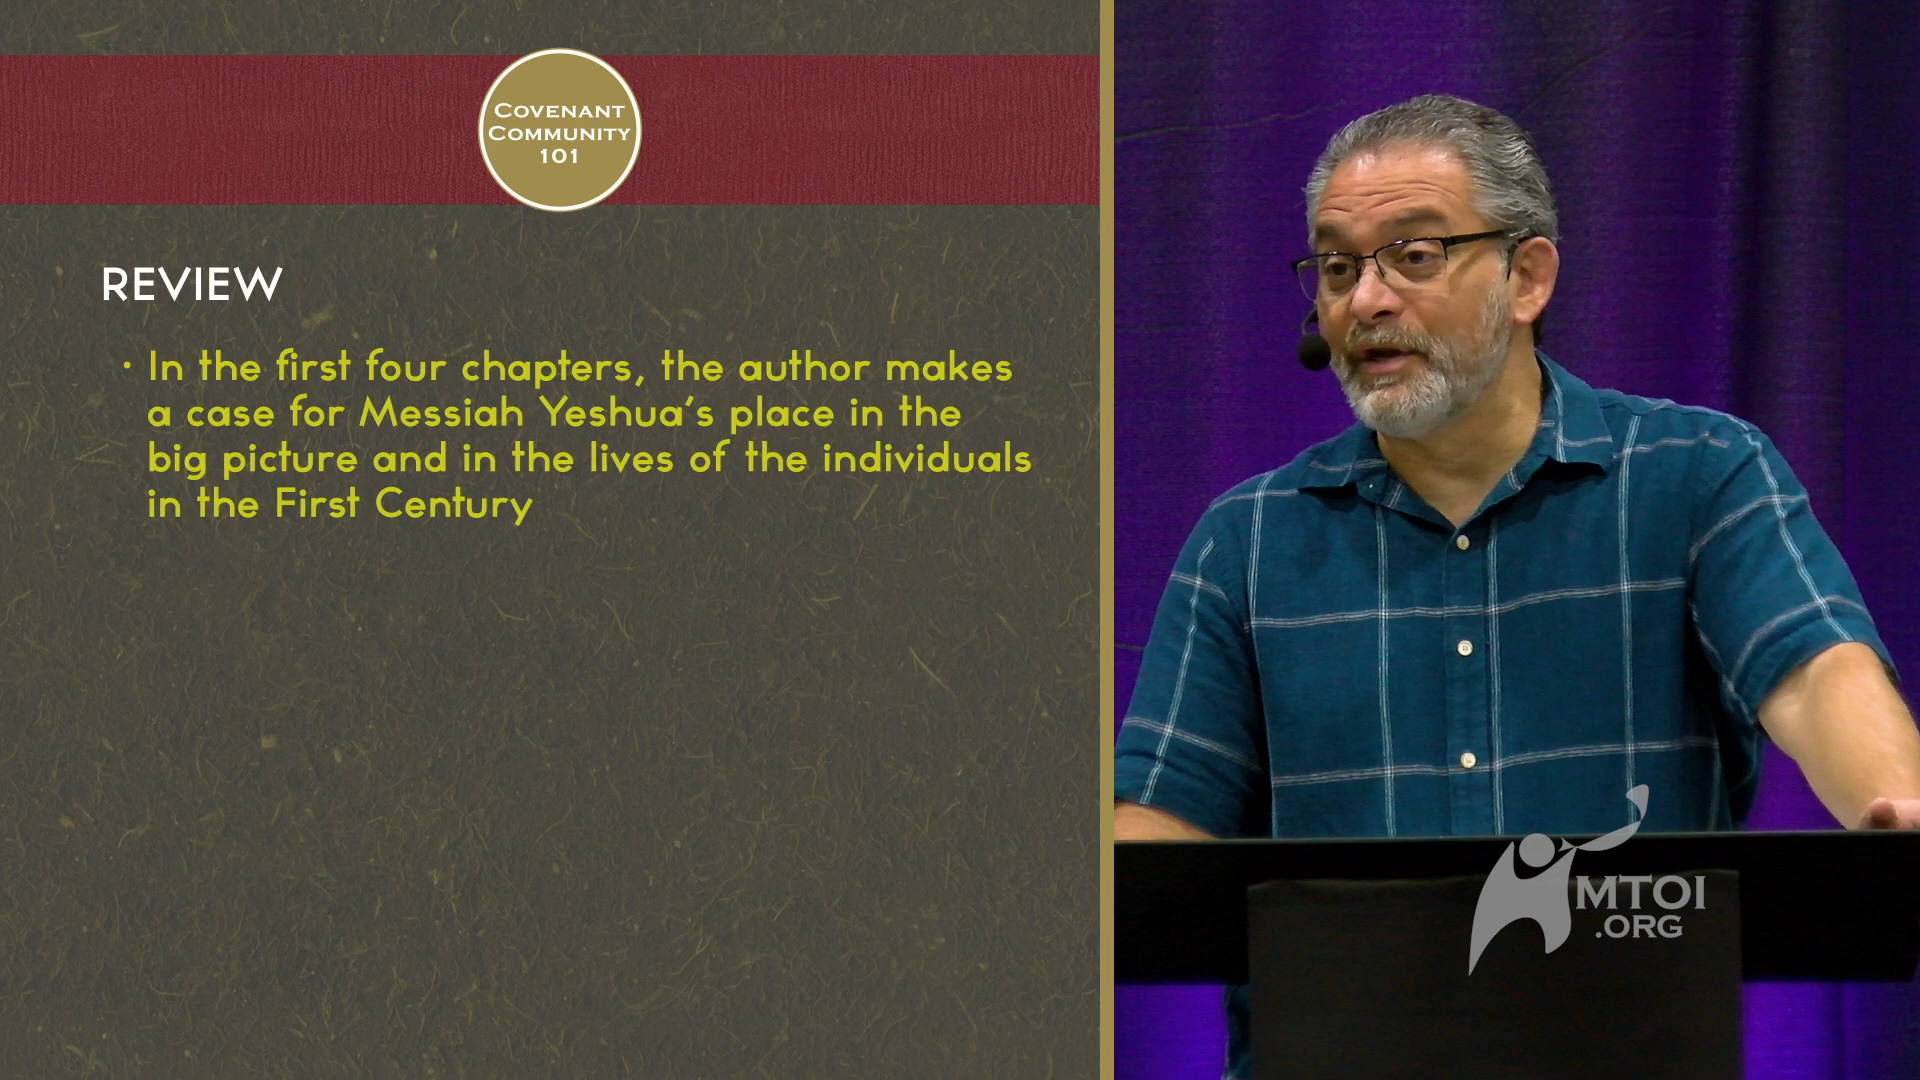 COVENANT
COMMUNITY
101
REVIEW
• In the first four chapters, the author makes
a case for Messiah Yeshua's place in the
big picture and in the lives of the individuals
in the First Century
MTOI
.ORG